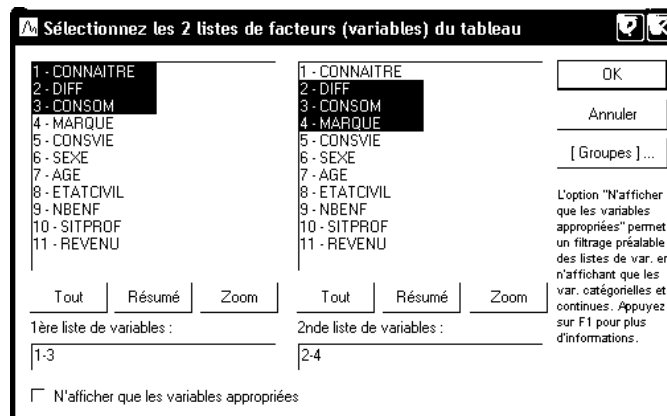 Sélectionnez les 2 listes de facteurs (variables) du tableau
1 - CONNAITRE
2 - DIFF
3 - CONSOM
4 - MARQUE
5 - CONSVIE
6 - SEXE
7 - AGE
8 - ETATCIVIL
9 - NBENF
10 - SITPROF
11 - REVENU
1 - CONNAITRE
2 - DIFF
3 - CONSOM
4 - MARQUE
5 - CONSVIE
6 - SEXE
7 - AGE
8 - ETATCIVIL
9 - NBENF
10 - SITPROF
11 - REVENU
OK
Annuler
[ Groupes ] ...
L'option "N'afficher
que les variables
appropriées" permet
un filtrage préalable
des listes de var. en
n'affichant que les
var. catégorielles et
continues. Appuyez
sur F1 pour plus
d'informations.
Tout Résumé Zoom Tout Résumé Zoom
1ère liste de variables : 2nde liste de variables :
1-3 2-4
N'afficher que les variables appropriées